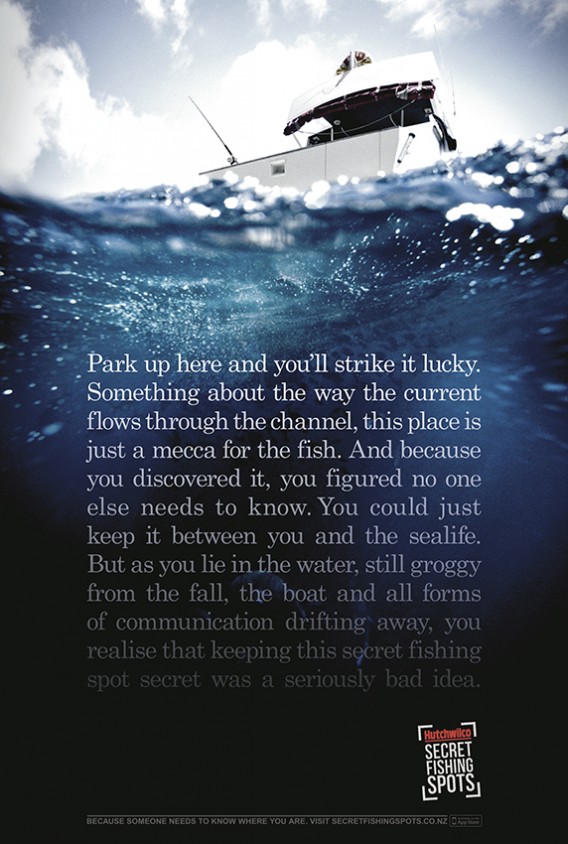 Park up here and you'll strike it lucky.
Something about the way the current
flows through the channel, this place is
just a mecca for the fish. And because
you discovered it, you figured no one
else needs to know. You could just
keep it between you and the sealife.
But as you lie in the water, still groggy
from the fall, the boat and all forms
of communication drifting away, you
realise that keeping this secret fishing
spot secret was a seriously bad idea.
Hutchwilco
SECRET
FISHING
SPOTS
BECAUSE SOMEONE NEEDS TO KNOW WHERE YOU ARE. VISIT SECRETFISHINGSPOTS.CO.NZ
App Store